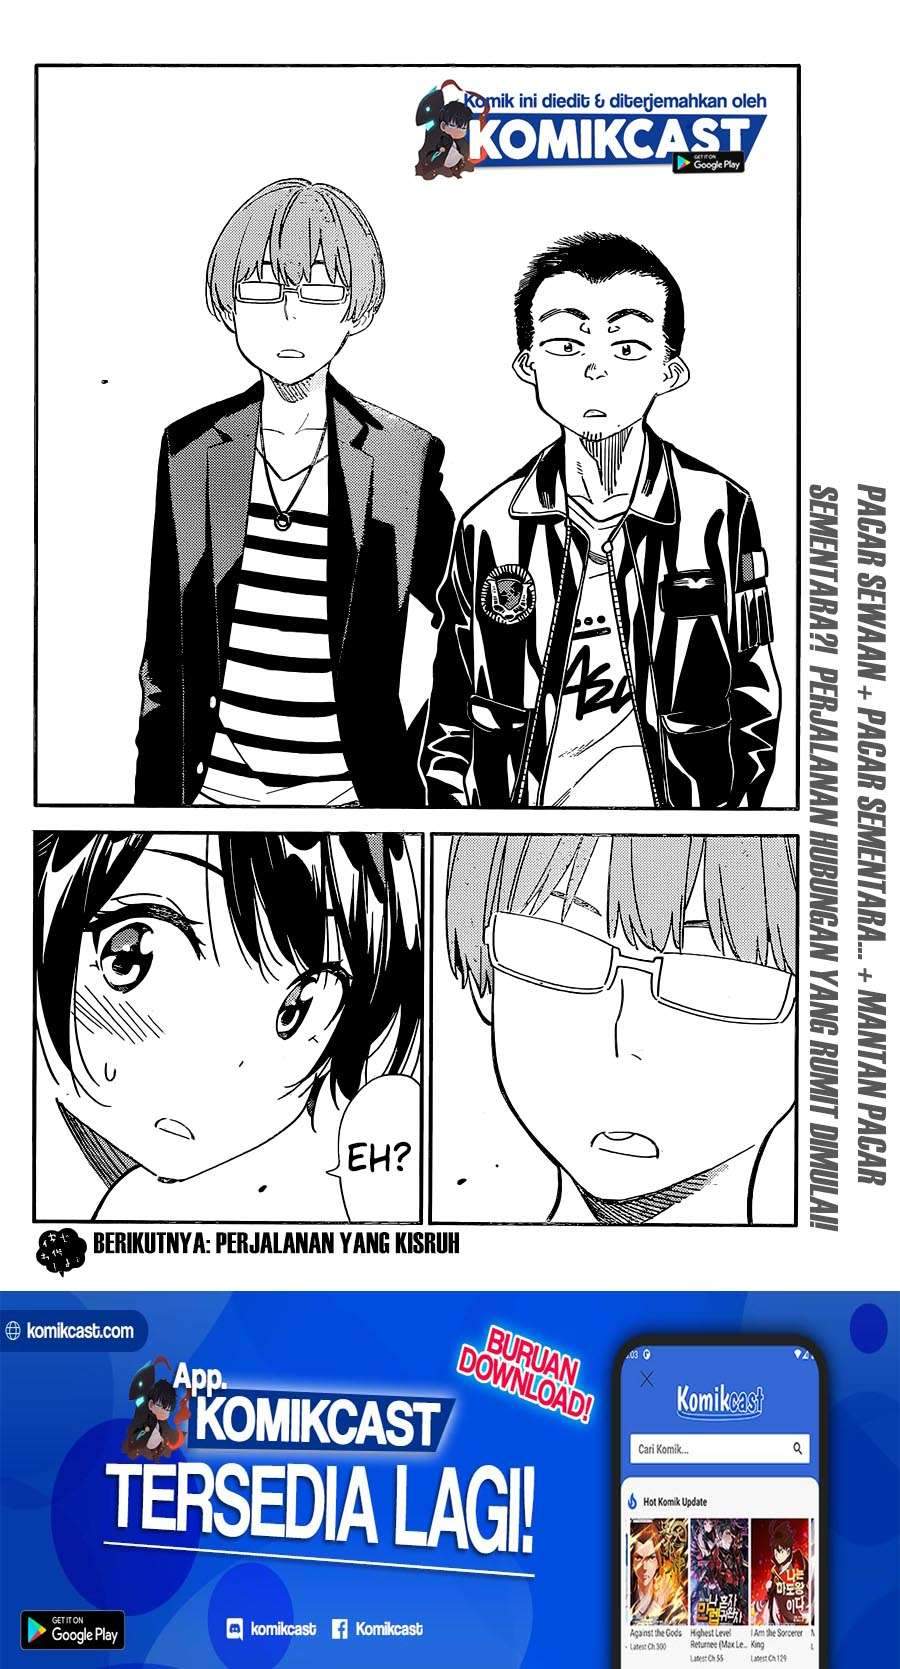 Komik ini diedit & diterjemahkan oleh
KOMIKCAST
GET IT ON
Google Play
PACAR SEWAAN + PACAR SEMENTARA... + MANTAN PACAR
SEMENTARA?! PERJALANAN HUBUNGAN YANG RUMIT DIMULAI!
EH?
BERIKUTNYA: PERJALANAN YANG KISRUH
komikcast.com
App.
KOMIKCAST
TERSEDIA LAGI!
BURUAN
DOWNLOAD!
GET IT ON
Google Play
komikcast
Komikcast
:03
Komikcast
Cari Komik...
Hot Komik Update
Against the Gods
Latest Ch 300
Highest Level
Returnee (Max Le...
Latest Ch 55
I Am the Sorcerer
King
Latest Ch 129